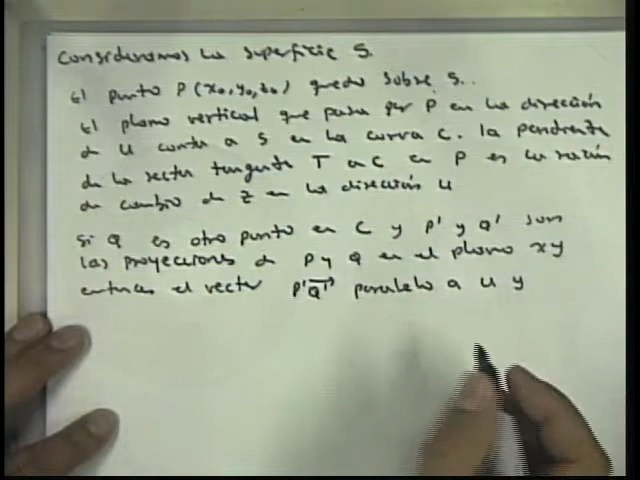 Consideramos la superficie S.
El punto P(x₀,y₀,z₀) queda sobre S.
El plano vertical que pasa por P en la dirección
de u corta a S en la curva C. La pendiente
de la recta tangente T a C en P es la razón
de cambio de z en la dirección u
Si Q es otro punto en C y P' y Q' son
las proyecciones de P y Q en el plano xy
entonces el vector P'Q' paralelo a u y